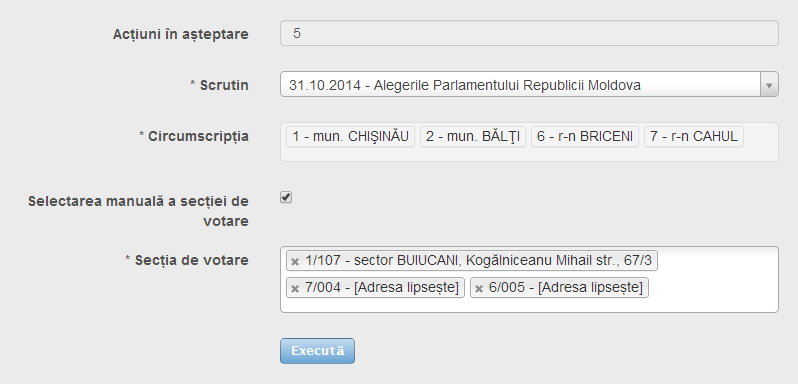 Acțiuni în așteptare 5
* Scrutin 31.10.2014 - Alegerile Parlamentului Republicii Moldova
* Circumscripția 1 - mun. CHIŞINĂU 2 - mun. BĂLŢI 6 - r-n BRICENI 7 - r-n CAHUL
Selectarea manuală a secției de
votare
* Secția de votare × 1/107 - sector BUIUCANI, Kogălniceanu Mihail str., 67/3
× 7/004 - [Adresa lipsește] × 6/005 - [Adresa lipsește]
Execută